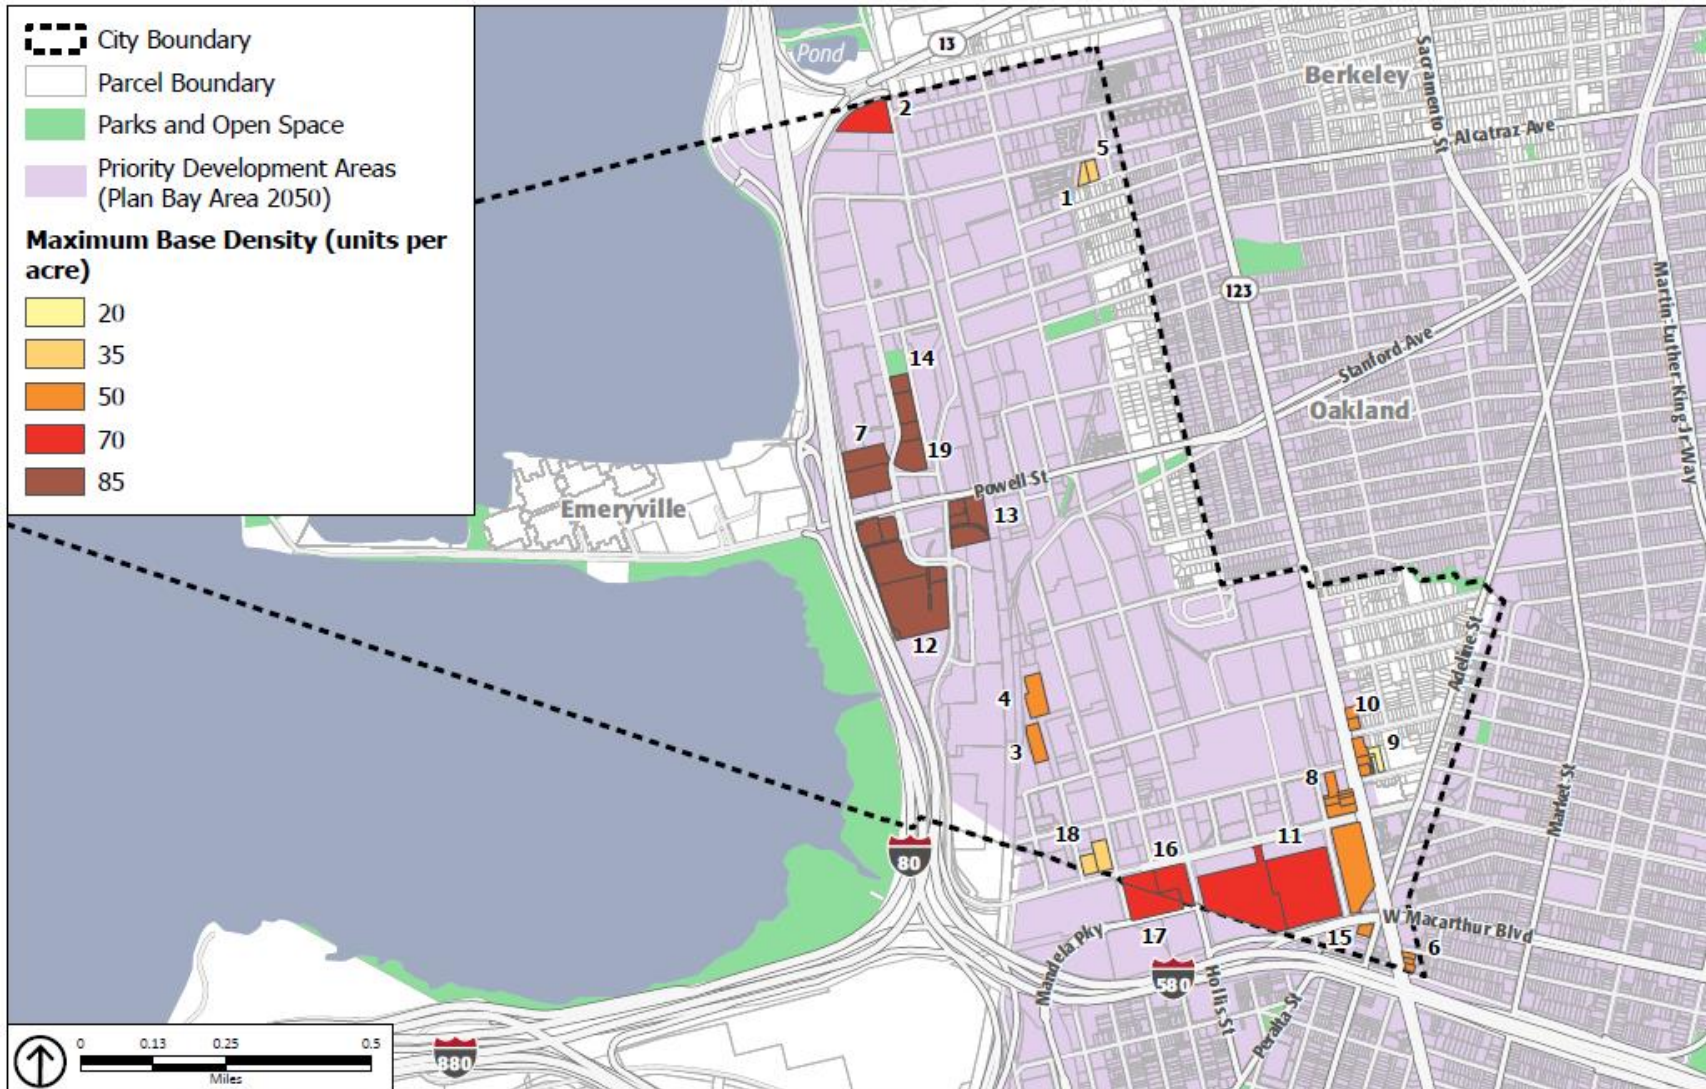 City Boundary
Parcel Boundary
Parks and Open Space
Priority Development Areas
(Plan Bay Area 2050)
Maximum Base Density (units per
acre)
20
35
50
70
85
Pond
13
Berkeley
Sacramento St
Alcatraz Ave
2
5
1
123
Martin Luther King Jr Way
Stanford Ave
Oakland
14
7
19
Powell St
Emeryville
13
12
Adeline St
4
3
10
9
8
Market St
18
16
11
80
17
15
W Macarthur Blvd
6
Mandela Pky
580
Hollis St
Peralta St
880
0
0.13
0.25
0.5
Miles